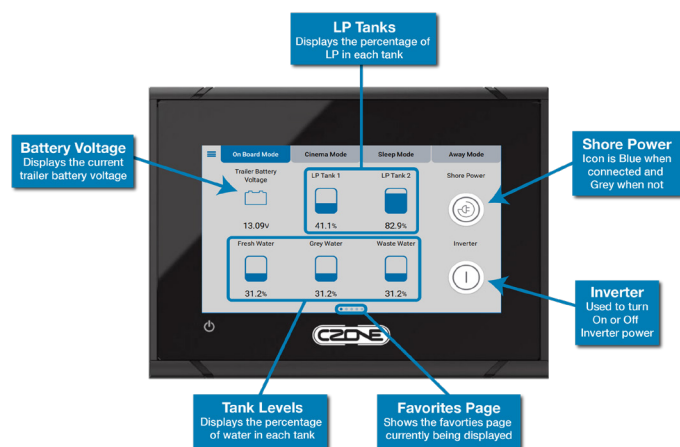 LP Tanks
Displays the percentage of
LP in each tank
Battery Voltage
Displays the current
trailer battery voltage
Shore Power
Icon is Blue when
connected and
Grey when not
On Board Mode
Cinema Mode
Sleep Mode
Away Mode
Trailer Battery
Voltage
LP Tank 1
LP Tank 2
Shore Power
13.09V
41.1%
82.9%
Fresh Water
Grey Water
Waste Water
Inverter
31.2%
31.2%
31.2%
Inverter
Used to turn
On or Off
Inverter power
CZONE
Tank Levels
Displays the percentage
of water in each tank
Favorites Page
Shows the favorties page
currently being displayed